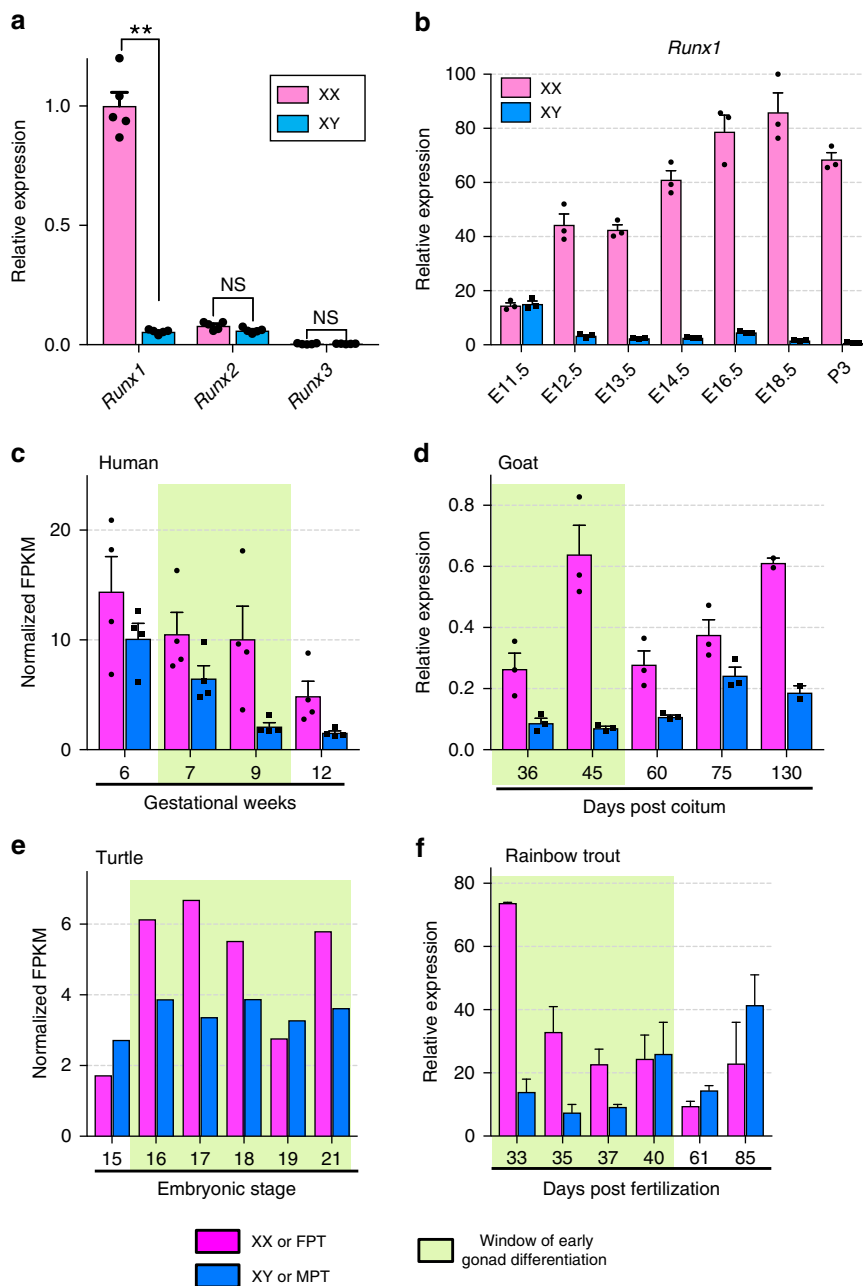 a
**
Relative expression
1.0
0.5
0.0
XX
XY
NS
NS
Runx1
Runx2
Runx3
b
Runx1
Relative expression
100
80
60
40
20
0
XX
XY
E11.5
E12.5
E13.5
E14.5
E16.5
E18.5
P3
c
Human
Normalized FPKM
20
10
0
6 7 9 12
Gestational weeks
d
Goat
Relative expression
0.8
0.6
0.4
0.2
0.0
36 45 60 75 130
Days post coitum
e
Turtle
Normalized FPKM
6
4
2
0
15 16 17 18 19 21
Embryonic stage
f
Rainbow trout
Relative expression
80
60
40
20
0
33 35 37 40 61 85
Days post fertilization
XX or FPT
XY or MPT
Window of early
gonad differentiation